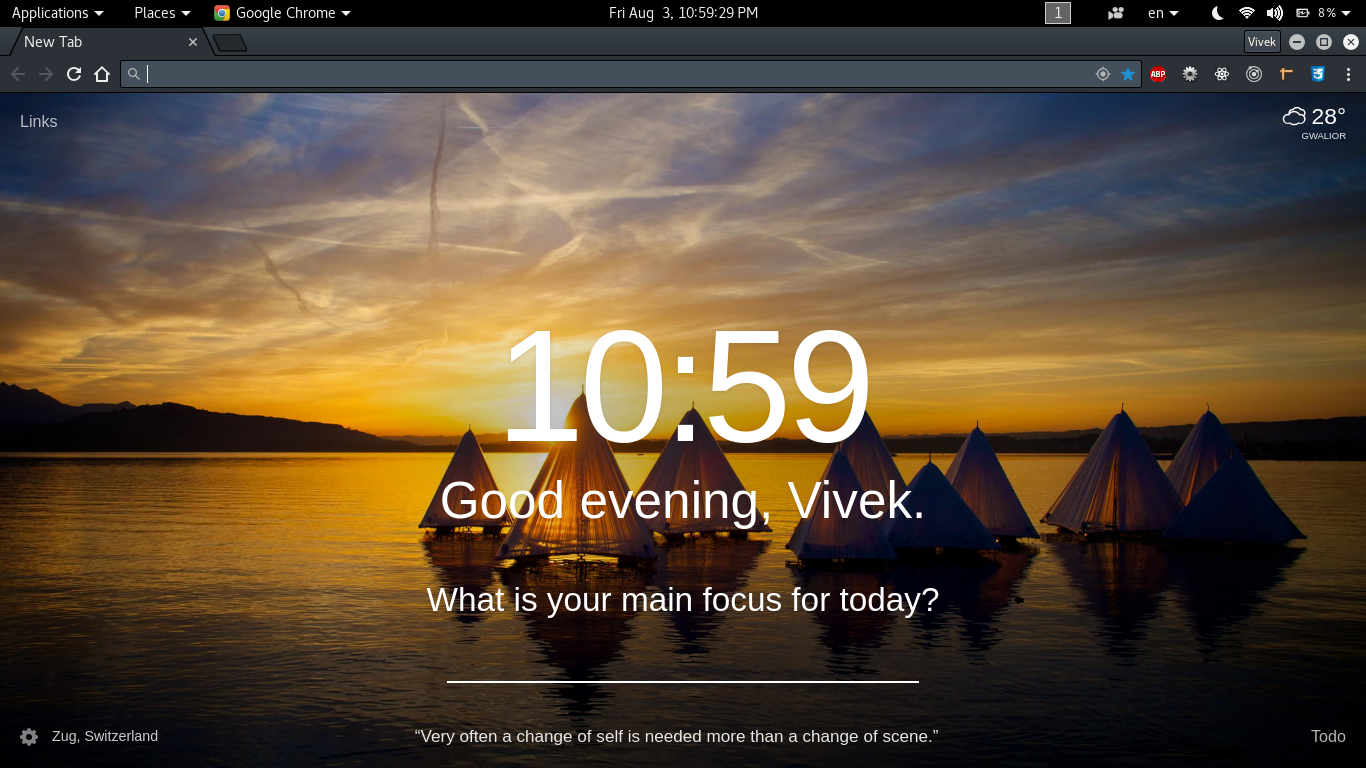 Applications Places Google Chrome Fri Aug 3, 10:59:29 PM 1 en 8 %
New Tab Vivek
ABP
Links 28°
GWALIOR
10:59
Good evening, Vivek.
What is your main focus for today?
Zug, Switzerland “Very often a change of self is needed more than a change of scene.” Todo